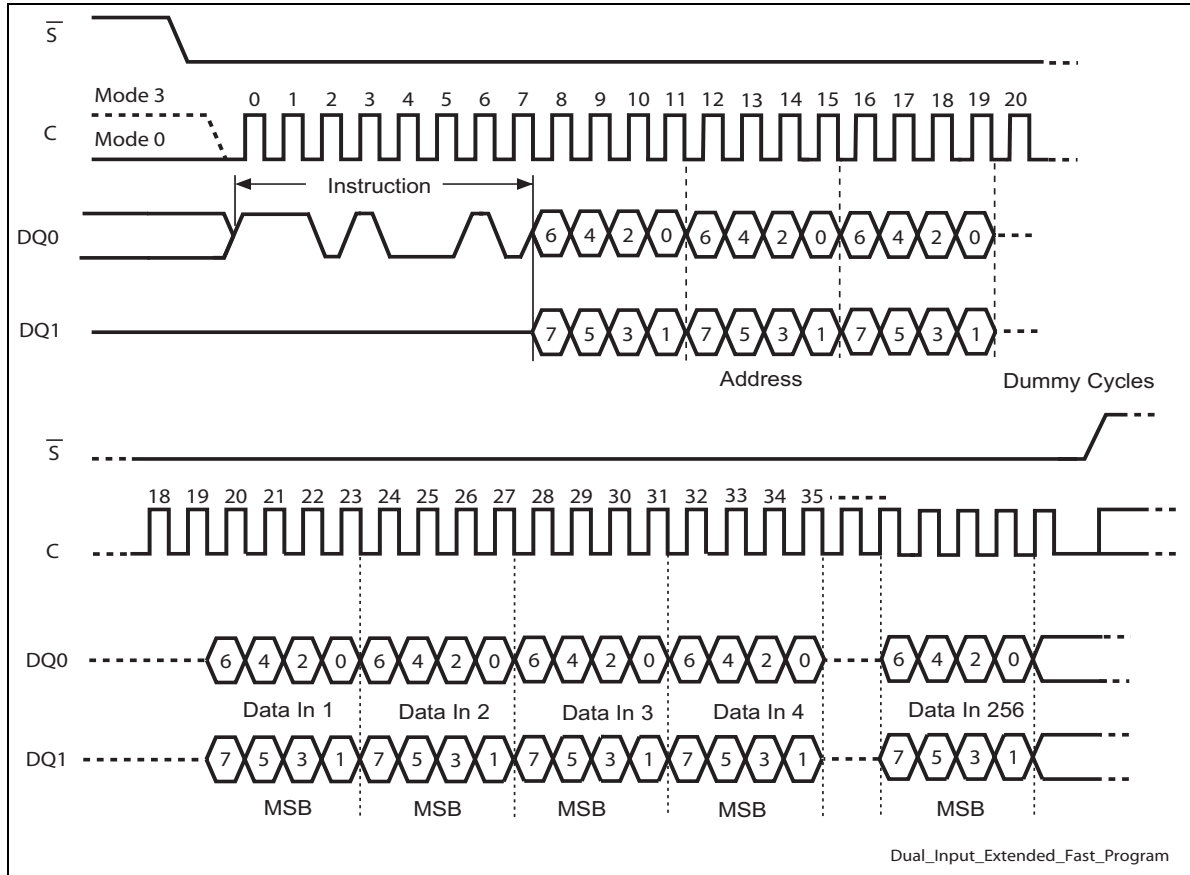 S
Mode 3
0 1 2 3 4 5 6 7 8 9 10 11 12 13 14 15 16 17 18 19 20
C
Mode 0
Instruction
DQ0
6 4 2 0 6 4 2 0 6 4 2 0
DQ1
7 5 3 1 7 5 3 1 7 5 3 1
Address
Dummy Cycles
S
18 19 20 21 22 23 24 25 26 27 28 29 30 31 32 33 34 35
C
DQ0
6 4 2 0 6 4 2 0 6 4 2 0 6 4 2 0 6 4 2 0
Data In 1 Data In 2 Data In 3 Data In 4 Data In 256
DQ1
7 5 3 1 7 5 3 1 7 5 3 1 7 5 3 1 7 5 3 1
MSB MSB MSB MSB MSB
Dual_Input_Extended_Fast_Program